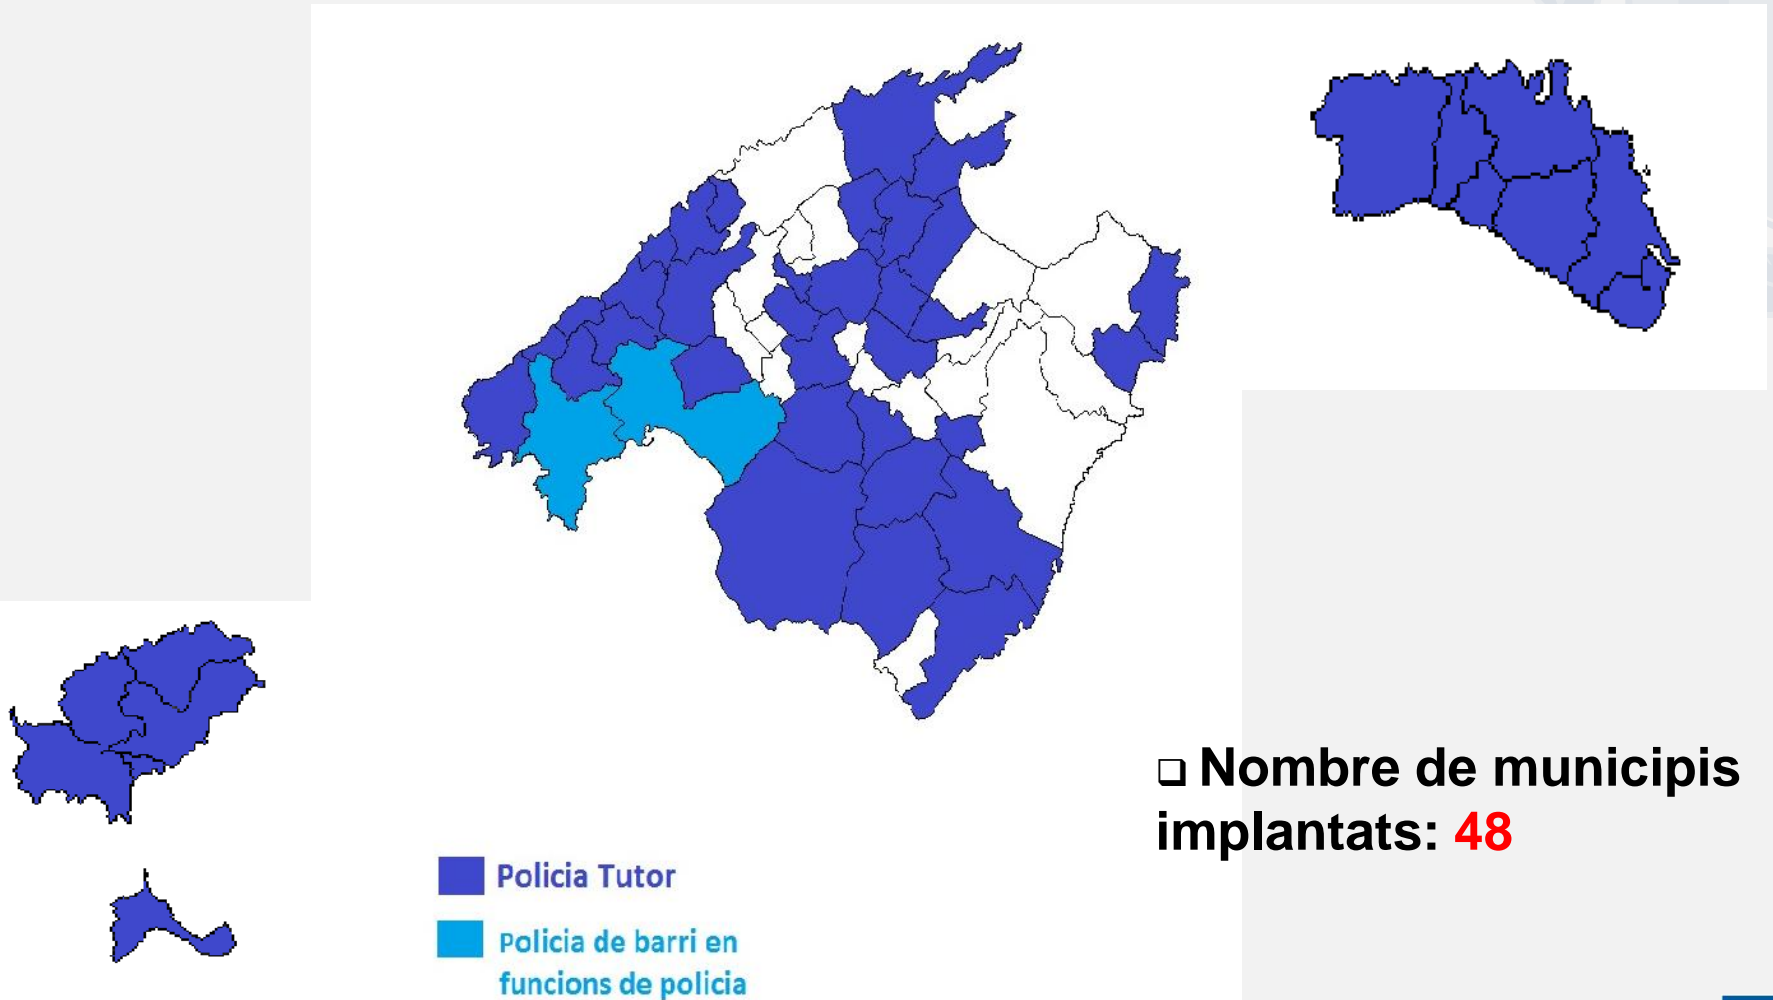 ❑ Nombre de municipis
implantats: 48
Policia Tutor
Policia de barri en
funcions de policia